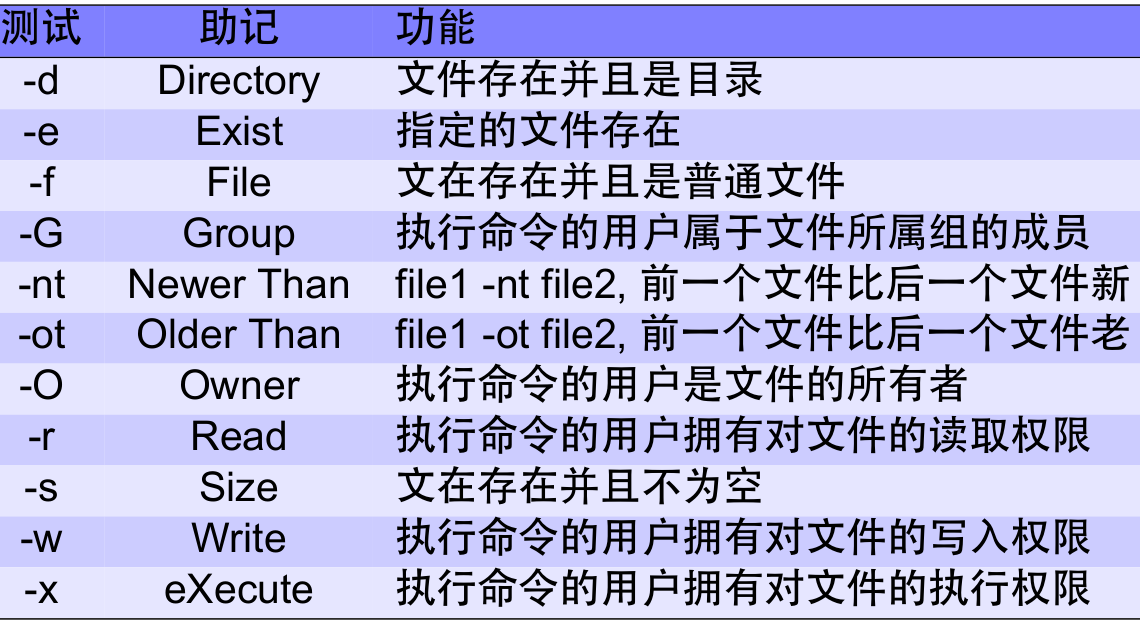 测试 助记 功能
-d Directory 文件存在并且是目录
-e Exist 指定的文件存在
-f File 文在存在并且是普通文件
-G Group 执行命令的用户属于文件所属组的成员
-nt Newer Than file1 -nt file2, 前一个文件比后一个文件新
-ot Older Than file1 -ot file2, 前一个文件比后一个文件老
-O Owner 执行命令的用户是文件的所有者
-r Read 执行命令的用户拥有对文件的读取权限
-s Size 文在存在并且不为空
-w Write 执行命令的用户拥有对文件的写入权限
-x eXecute 执行命令的用户拥有对文件的执行权限